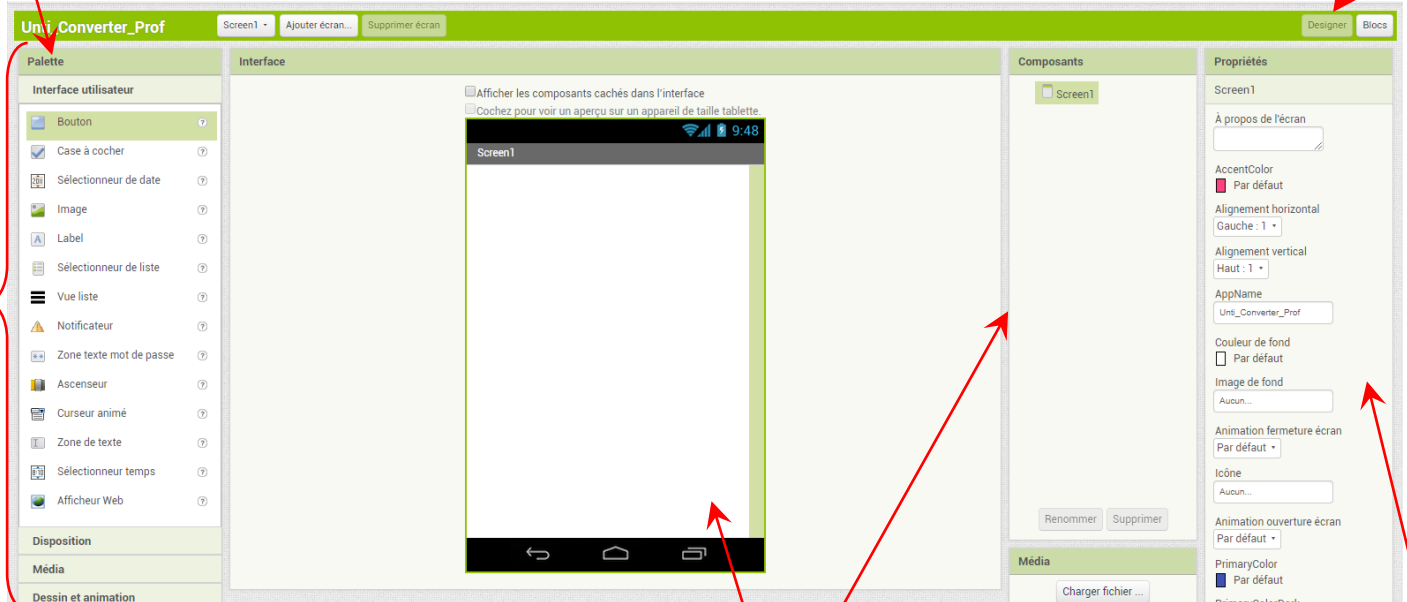 Unti_Converter_Prof
Screen1
Ajouter écran...
Supprimer écran
Designer
Blocs
Palette
Interface utilisateur
Bouton
Case à cocher
Sélectionneur de date
Image
Label
Sélectionneur de liste
Vue liste
Notificateur
Zone texte mot de passe
Ascenseur
Curseur animé
Zone de texte
Sélectionneur temps
Afficheur Web
Disposition
Média
Dessin et animation
Interface
Afficher les composants cachés dans l'interface
Cochez pour voir un aperçu sur un appareil de taille tablette.
9:48
Screen1
Composants
Screen1
Renommer
Supprimer
Média
Charger fichier ...
Propriétés
Screen1
À propos de l'écran
AccentColor
Par défaut
Alignement horizontal
Gauche : 1
Alignement vertical
Haut : 1
AppName
Unti_Converter_Prof
Couleur de fond
Par défaut
Image de fond
Aucun...
Animation fermeture écran
Par défaut
Icône
Aucun...
Animation ouverture écran
Par défaut
PrimaryColor
Par défaut
PrimaryColorDark